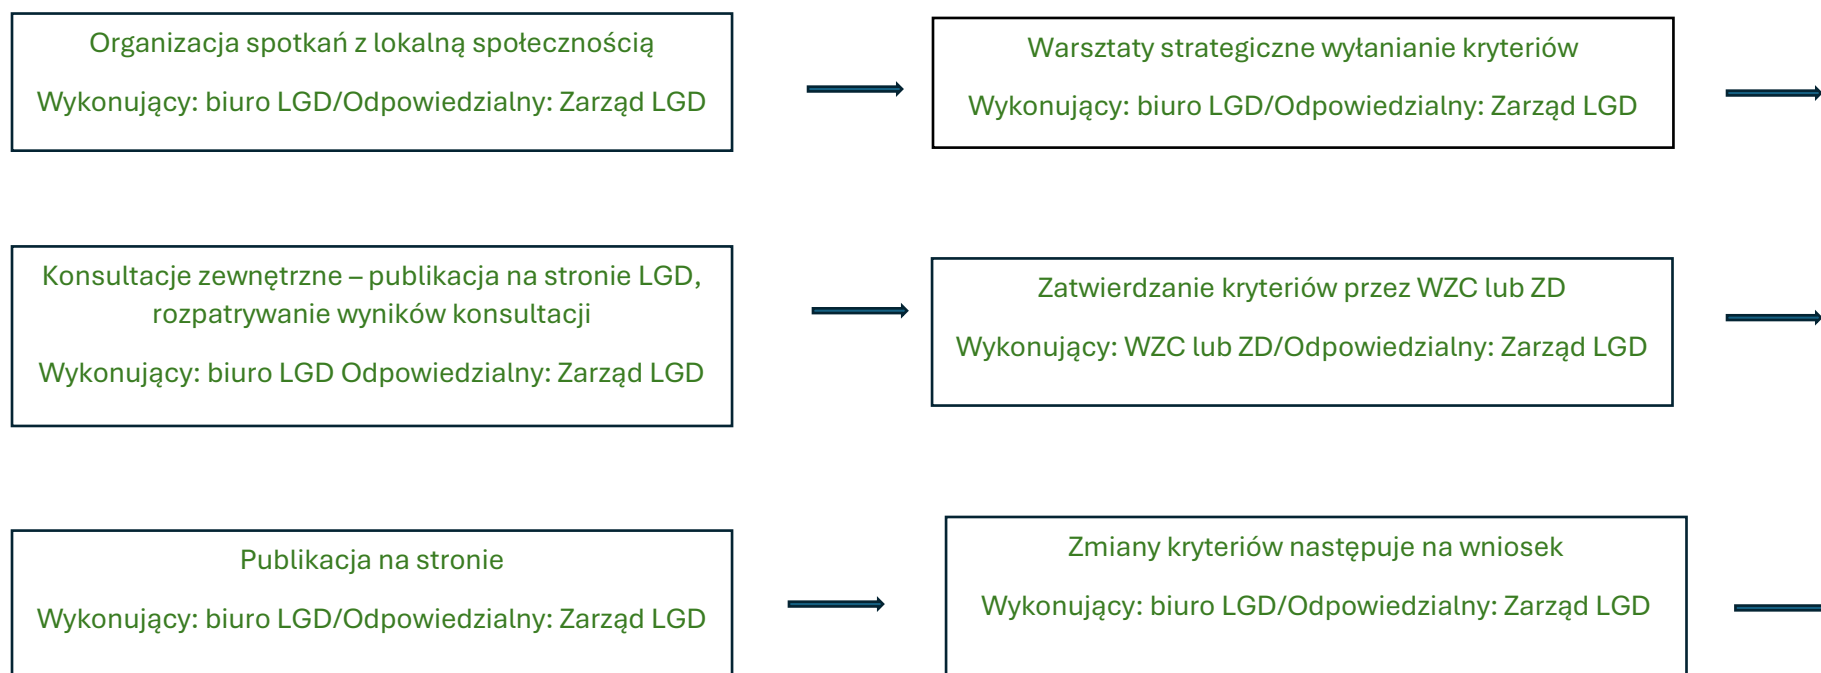 Organizacja spotkań z lokalną społecznością
Wykonujący: biuro LGD/Odpowiedzialny: Zarząd LGD
Warsztaty strategiczne wyłanianie kryteriów
Wykonujący: biuro LGD/Odpowiedzialny: Zarząd LGD
Konsultacje zewnętrzne – publikacja na stronie LGD,
rozpatrywanie wyników konsultacji
Wykonujący: biuro LGD Odpowiedzialny: Zarząd LGD
Zatwierdzanie kryteriów przez WZC lub ZD
Wykonujący: WZC lub ZD/Odpowiedzialny: Zarząd LGD
Publikacja na stronie
Wykonujący: biuro LGD/Odpowiedzialny: Zarząd LGD
Zmiany kryteriów następuje na wniosek
Wykonujący: biuro LGD/Odpowiedzialny: Zarząd LGD